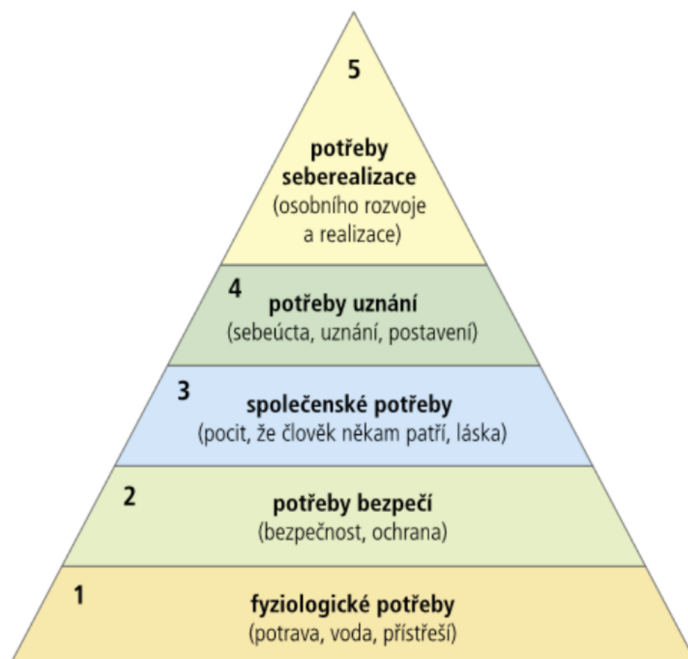 5
potřeby
seberealizace
(osobního rozvoje
a realizace)
4
potřeby uznání
(sebeúcta, uznání, postavení)
3
společenské potřeby
(pocit, že člověk někam patří, láska)
2
potřeby bezpečí
(bezpečnost, ochrana)
1
fyziologické potřeby
(potrava, voda, přístřeší)